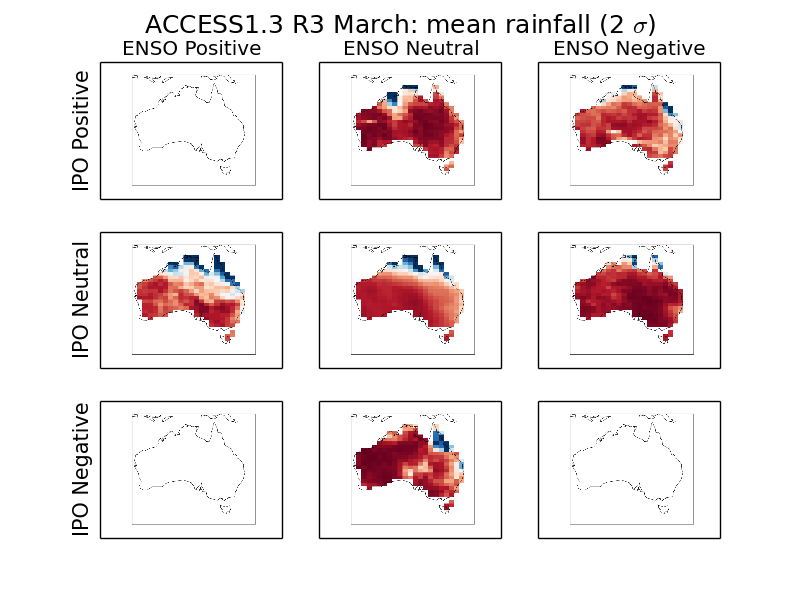 ACCESS1.3 R3 March: mean rainfall (2 σ)
ENSO Positive
ENSO Neutral
ENSO Negative
IPO Positive
IPO Neutral
IPO Negative